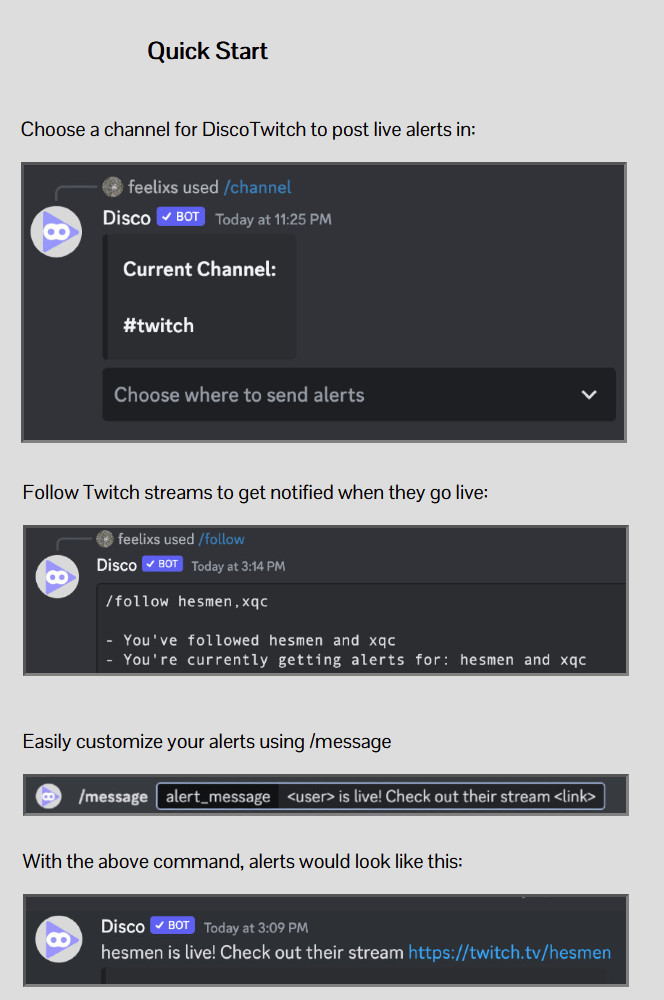 Quick Start
Choose a channel for DiscoTwitch to post live alerts in:
feelixs used /channel
Disco ✓ BOT Today at 11:25 PM
Current Channel:
#twitch
Choose where to send alerts
Follow Twitch streams to get notified when they go live:
feelixs used /follow
Disco ✓ BOT Today at 3:14 PM
/follow hesmen,xqc
- You've followed hesmen and xqc
- You're currently getting alerts for: hesmen and xqc
Easily customize your alerts using /message
/message alert_message <user> is live! Check out their stream <link>
With the above command, alerts would look like this:
Disco ✓ BOT Today at 3:09 PM
hesmen is live! Check out their stream https://twitch.tv/hesmen